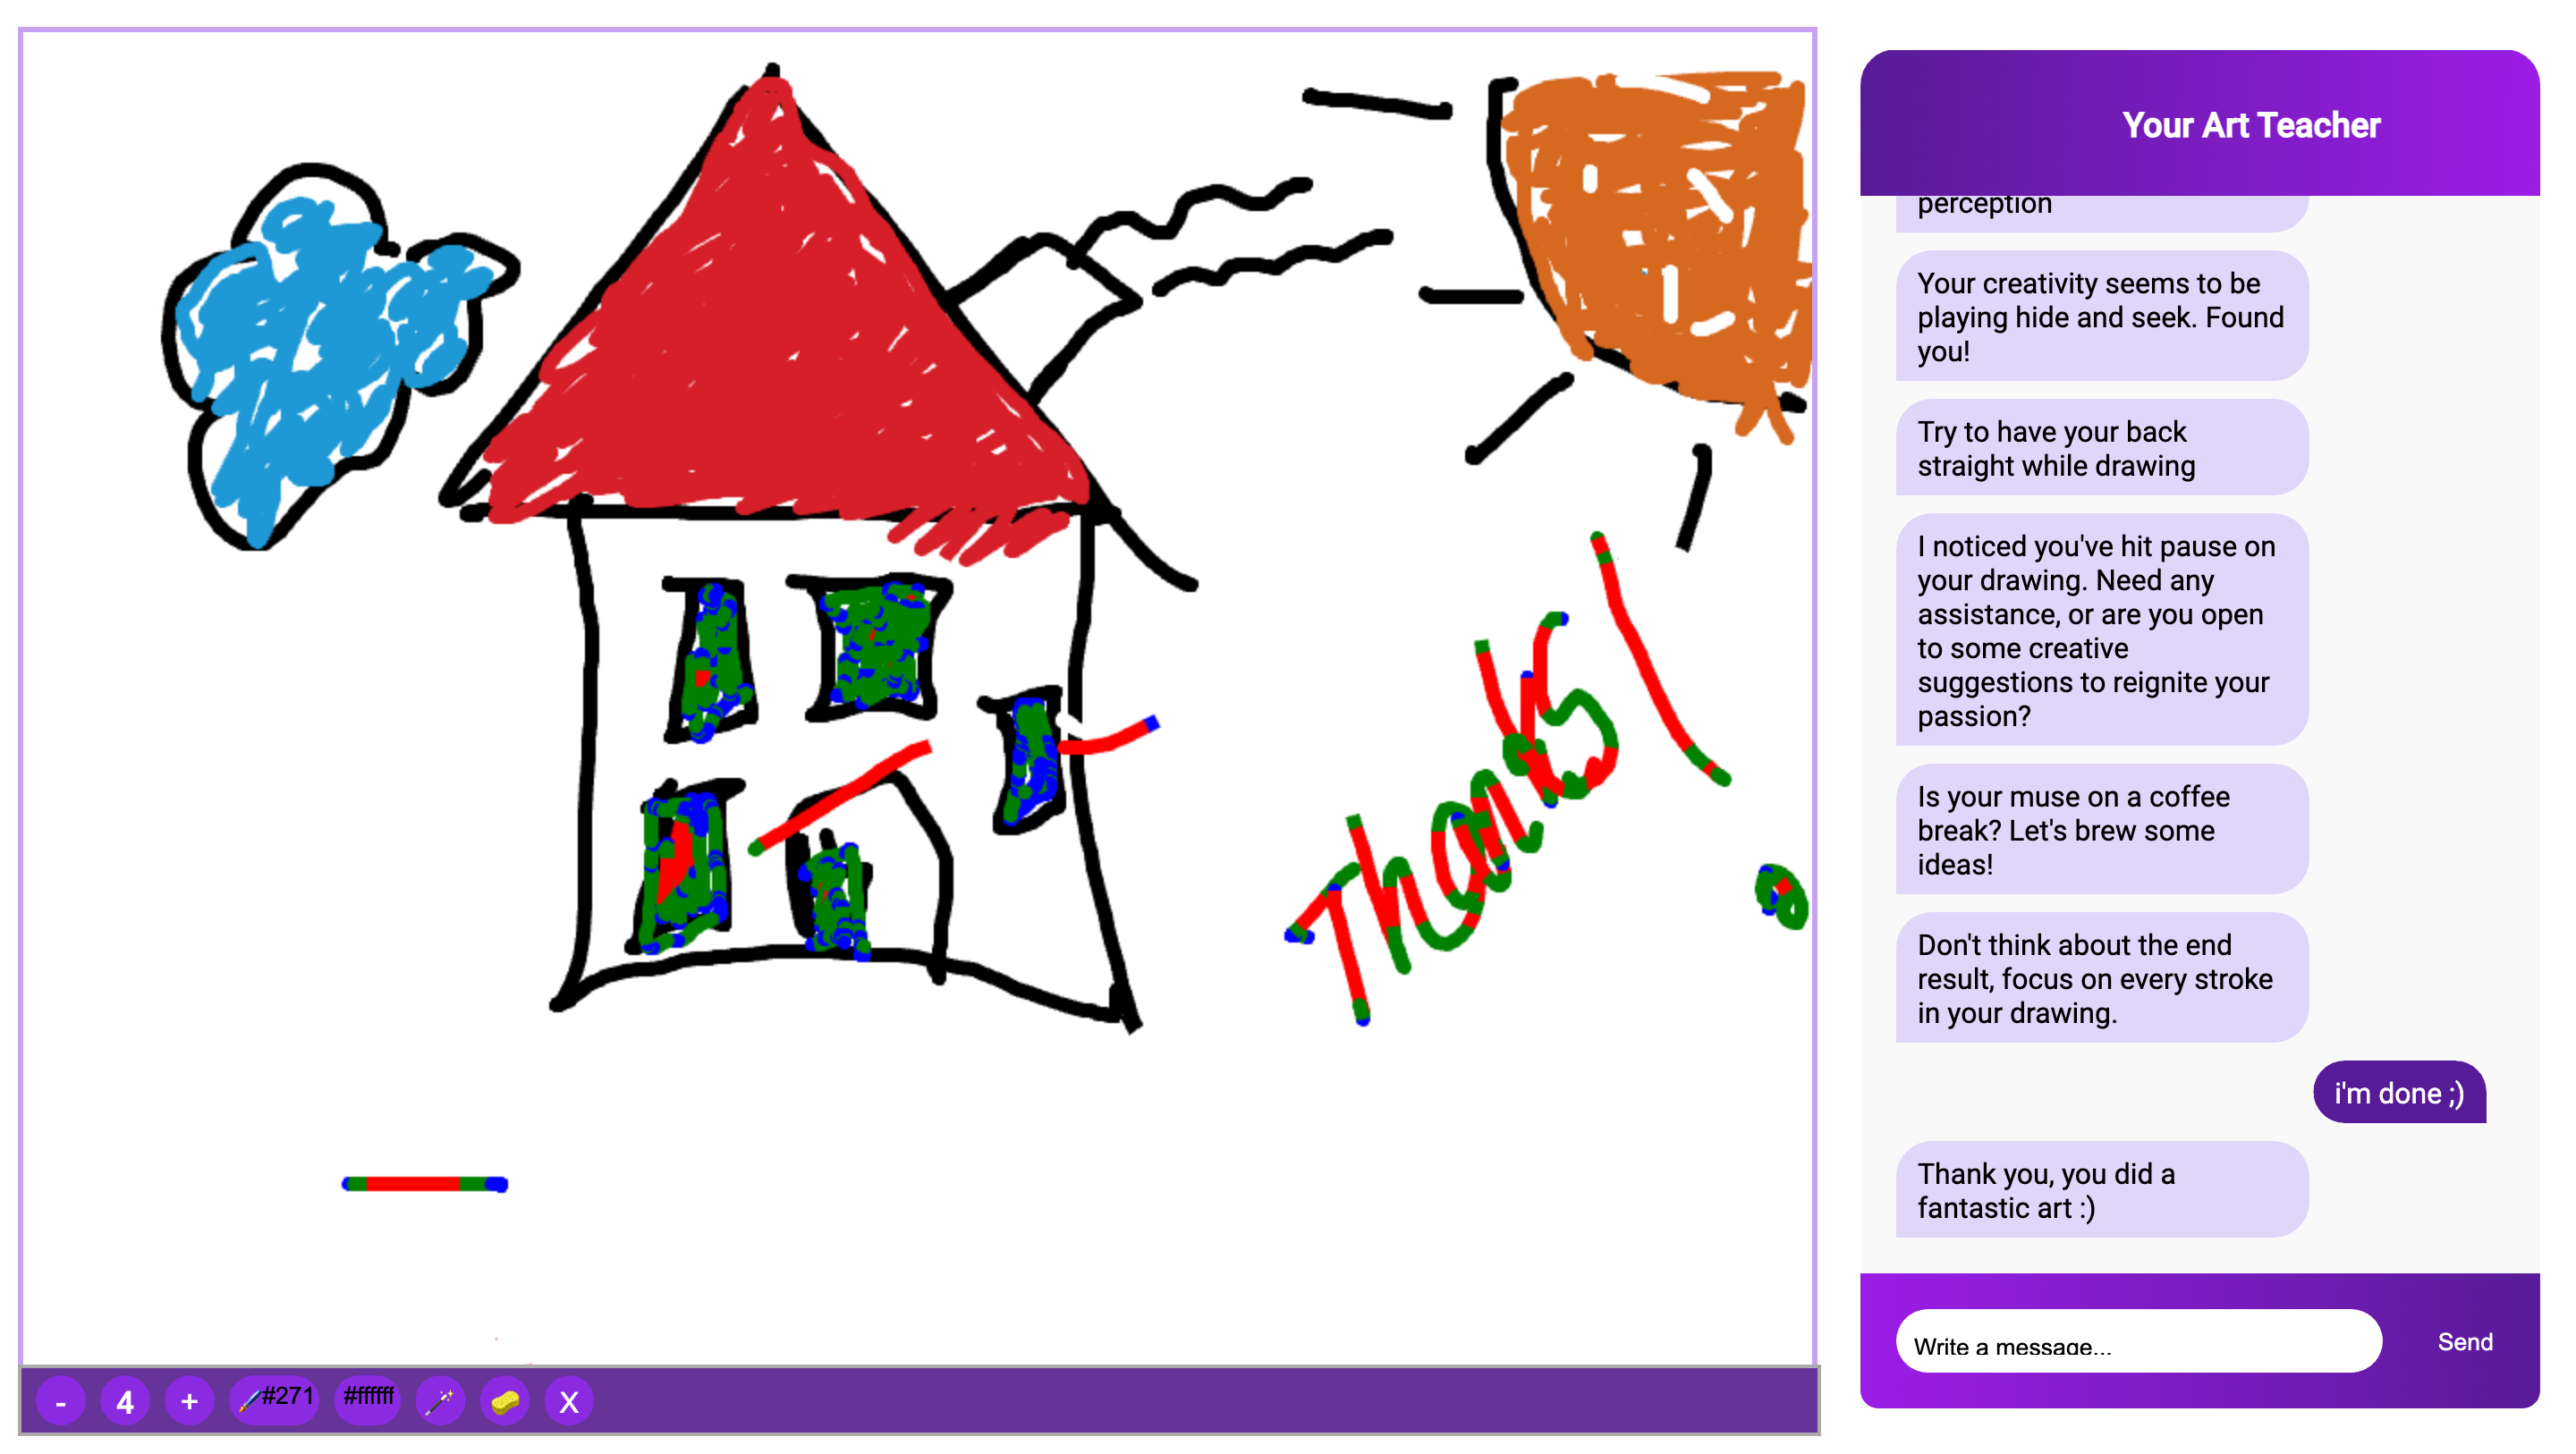 Your Art Teacher
perception
Your creativity seems to be
playing hide and seek. Found
you!
Try to have your back
straight while drawing
I noticed you've hit pause on
your drawing. Need any
assistance, or are you open
to some creative
suggestions to reignite your
passion?
Is your muse on a coffee
break? Let's brew some
ideas!
Don't think about the end
result, focus on every stroke
in your drawing.
i'm done ;)
Thank you, you did a
fantastic art :)
Write a message...
Send
Thanks!
- 4 + #271 #ffffff X